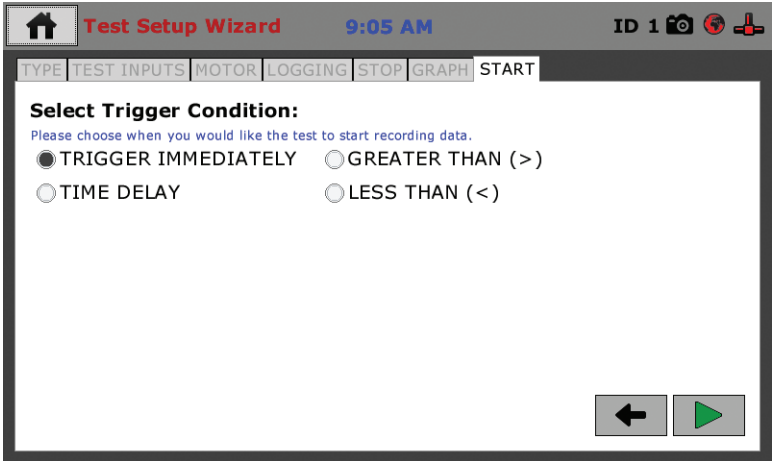 Test Setup Wizard 9:05 AM ID 1
TYPE TEST INPUTS MOTOR LOGGING STOP GRAPH START
Select Trigger Condition:
Please choose when you would like the test to start recording data.
TRIGGER IMMEDIATELY GREATER THAN (>)
TIME DELAY LESS THAN (<)